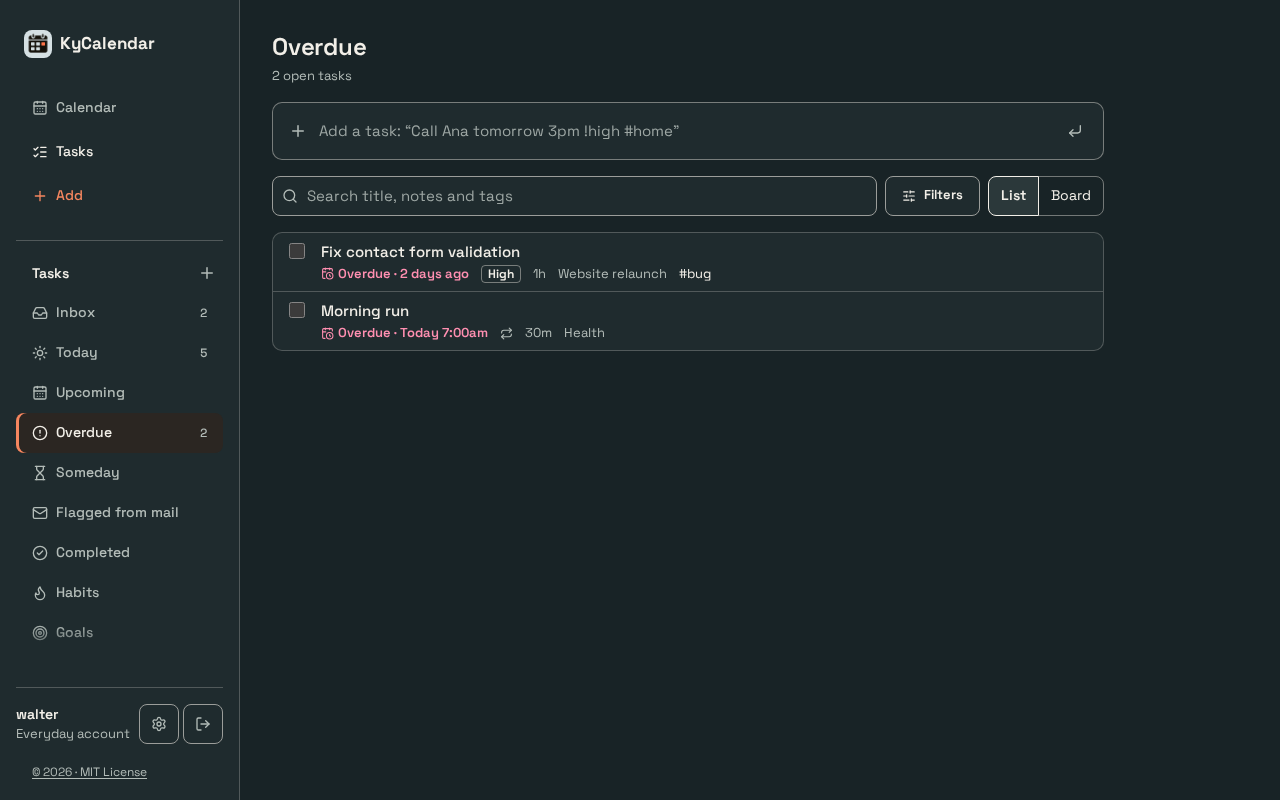 KyCalendar
Calendar
Tasks
Add
Tasks
Inbox 2
Today 5
Upcoming
Overdue 2
Someday
Flagged from mail
Completed
Habits
Goals
walter
Everyday account
© 2026 · MIT License
Overdue
2 open tasks
Add a task: “Call Ana tomorrow 3pm !high #home”
Search title, notes and tags
Filters
List
Board
Fix contact form validation
Overdue · 2 days ago High 1h Website relaunch #bug
Morning run
Overdue · Today 7:00am 30m Health